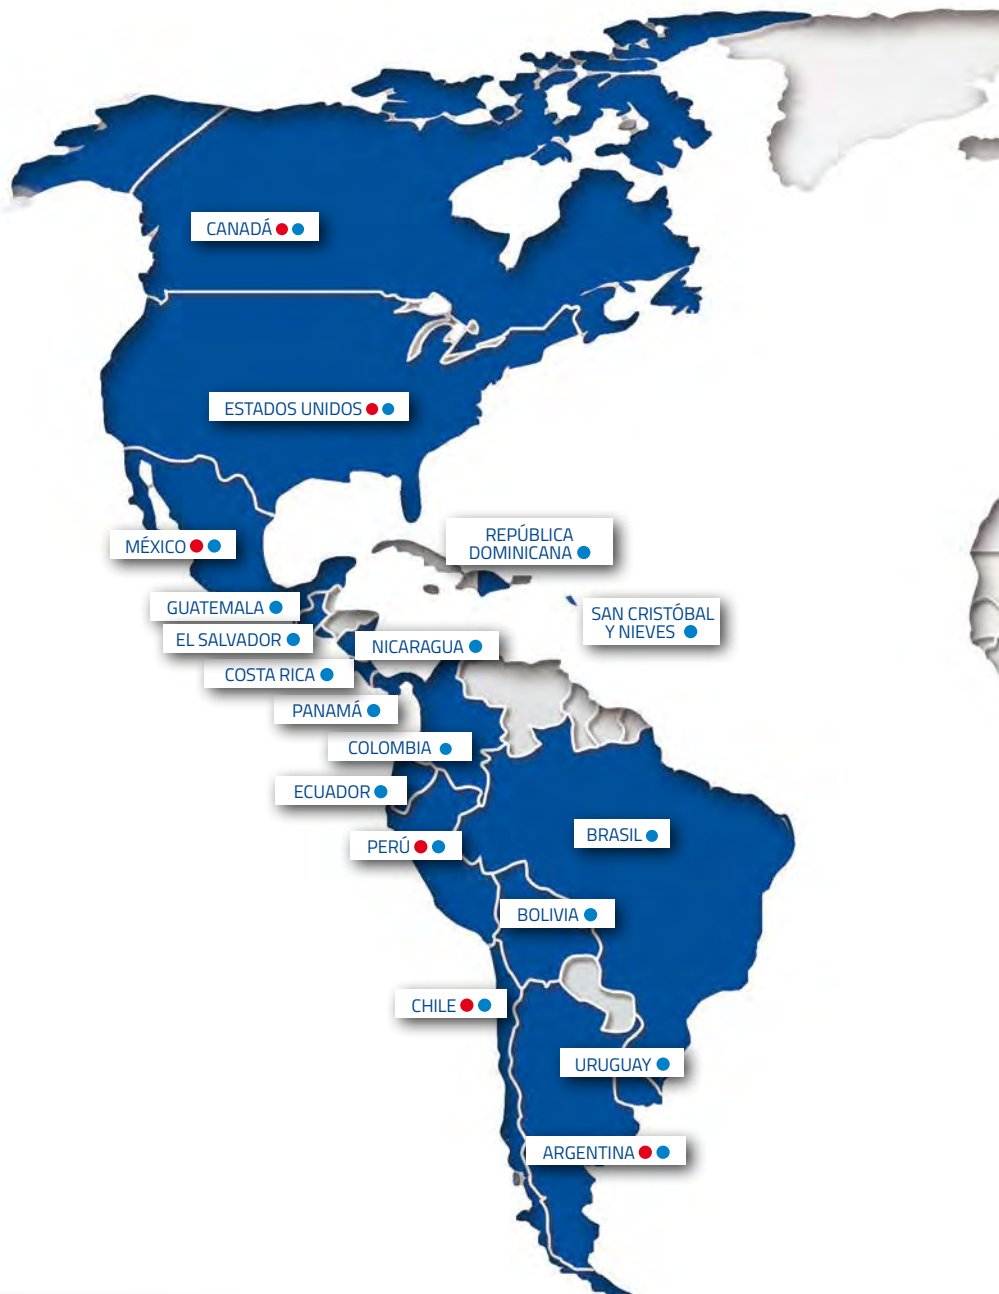 CANADÁ
ESTADOS UNIDOS
MÉXICO
REPÚBLICA
DOMINICANA
GUATEMALA
SAN CRISTÓBAL
Y NIEVES
EL SALVADOR
NICARAGUA
COSTA RICA
PANAMÁ
COLOMBIA
ECUADOR
BRASIL
PERÚ
BOLIVIA
CHILE
URUGUAY
ARGENTINA